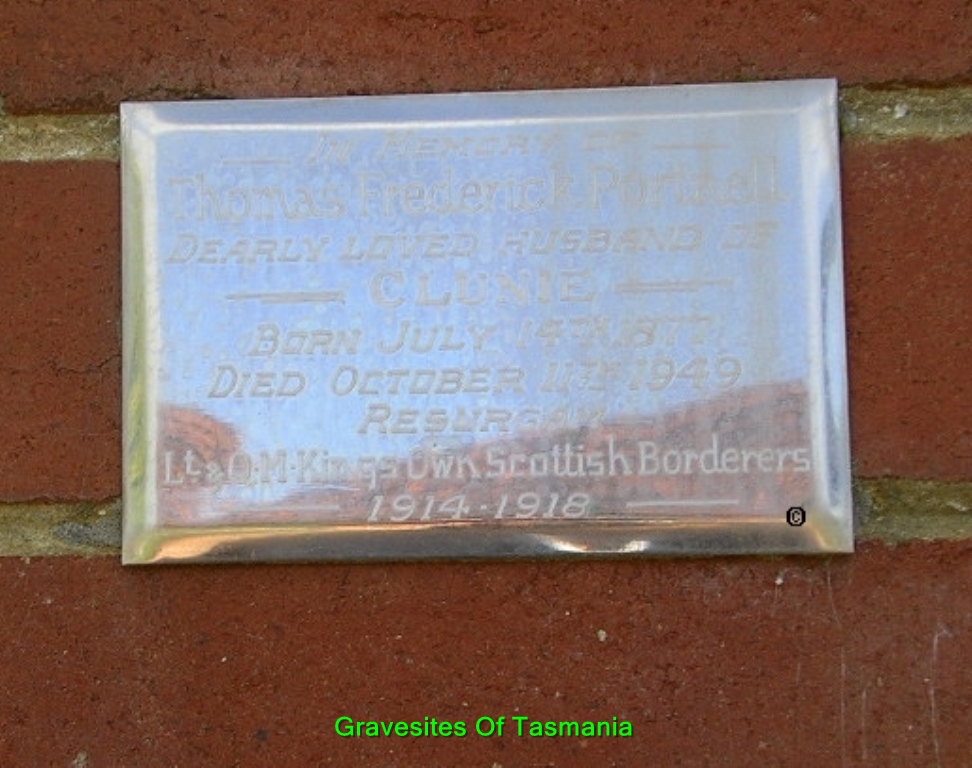 In Memory Of
Thomas Frederick Portnell
Dearly Loved Husband Of
CLUNIE
Born July 14TH 1877
Died October 11TH 1949
Resurgam
Lt & Q.M. Kings Own Scottish Borderers
1914-1918
©
Gravesites Of Tasmania